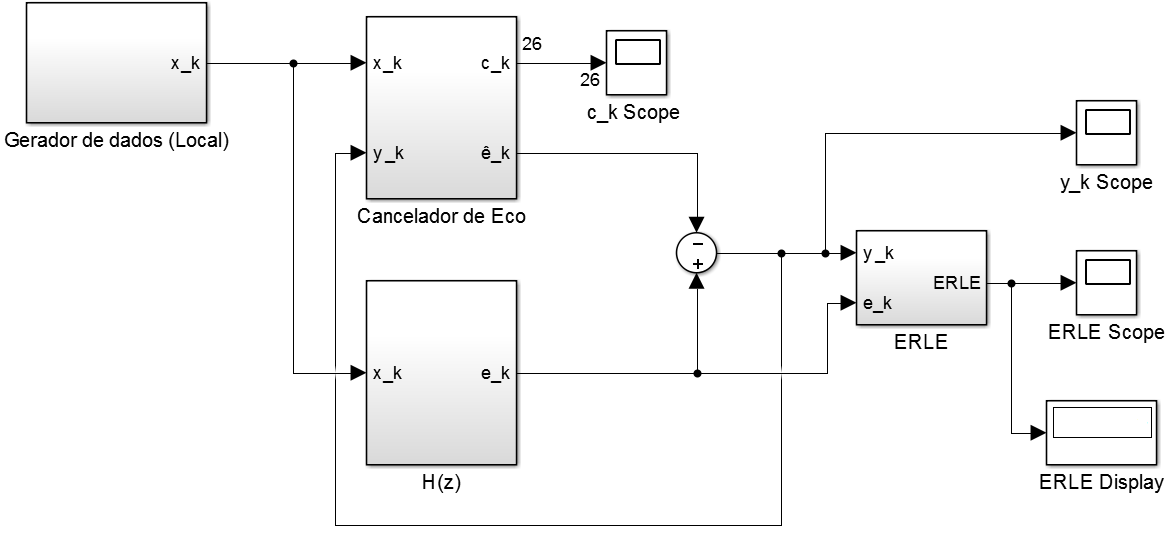 x_k
Gerador de dados (Local)
x_k
c_k
y_k
ê_k
Cancelador de Eco
26
26
c_k Scope
y_k Scope
−
+
y_k
e_k
ERLE
ERLE
ERLE Scope
ERLE Display
x_k
e_k
H(z)